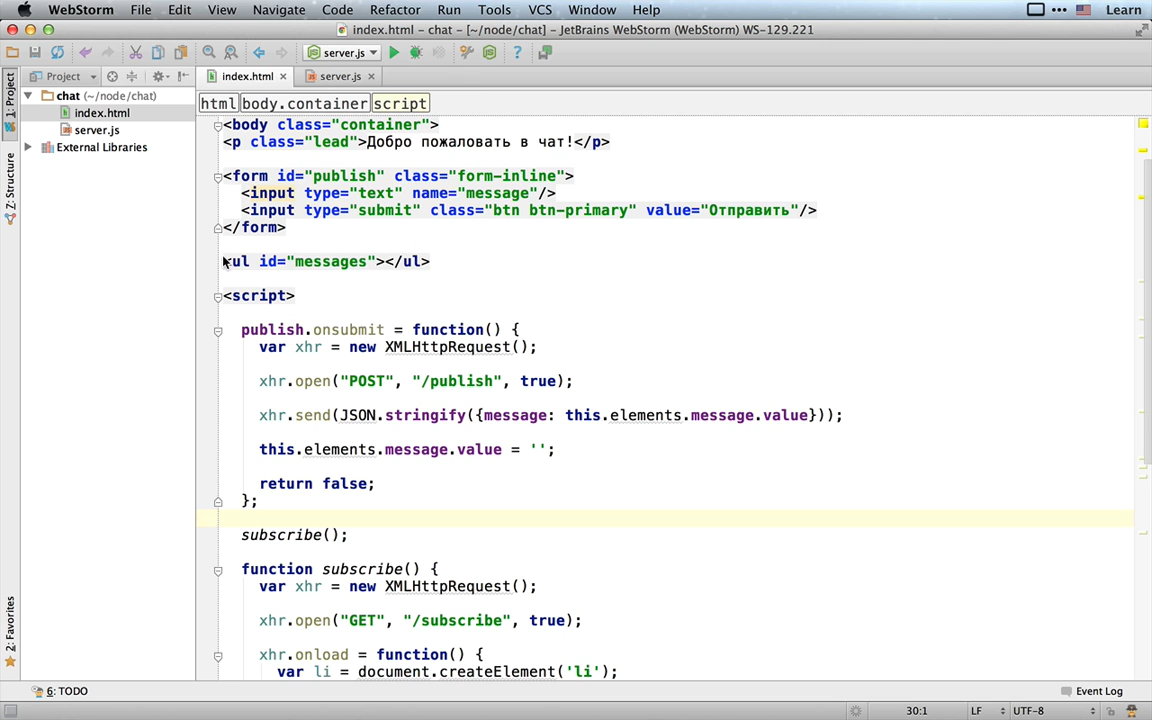 WebStorm File Edit View Navigate Code Refactor Run Tools VCS Window Help Learn
index.html - chat - [~/node/chat] - JetBrains WebStorm (WebStorm) WS-129.221
server.js
Project index.html server.js
1: Project
chat (~/node/chat)
index.html
server.js
External Libraries
Z: Structure
2: Favorites
html body.container script
<body class="container">
<p class="lead">Добро пожаловать в чат!</p>
<form id="publish" class="form-inline">
<input type="text" name="message"/>
<input type="submit" class="btn btn-primary" value="Отправить"/>
</form>
<ul id="messages"></ul>
<script>
publish.onsubmit = function() {
var xhr = new XMLHttpRequest();
xhr.open("POST", "/publish", true);
xhr.send(JSON.stringify({message: this.elements.message.value}));
this.elements.message.value = '';
return false;
};
subscribe();
function subscribe() {
var xhr = new XMLHttpRequest();
xhr.open("GET", "/subscribe", true);
xhr.onload = function() {
var li = document.createElement('li');
6: TODO Event Log
30:1 LF UTF-8